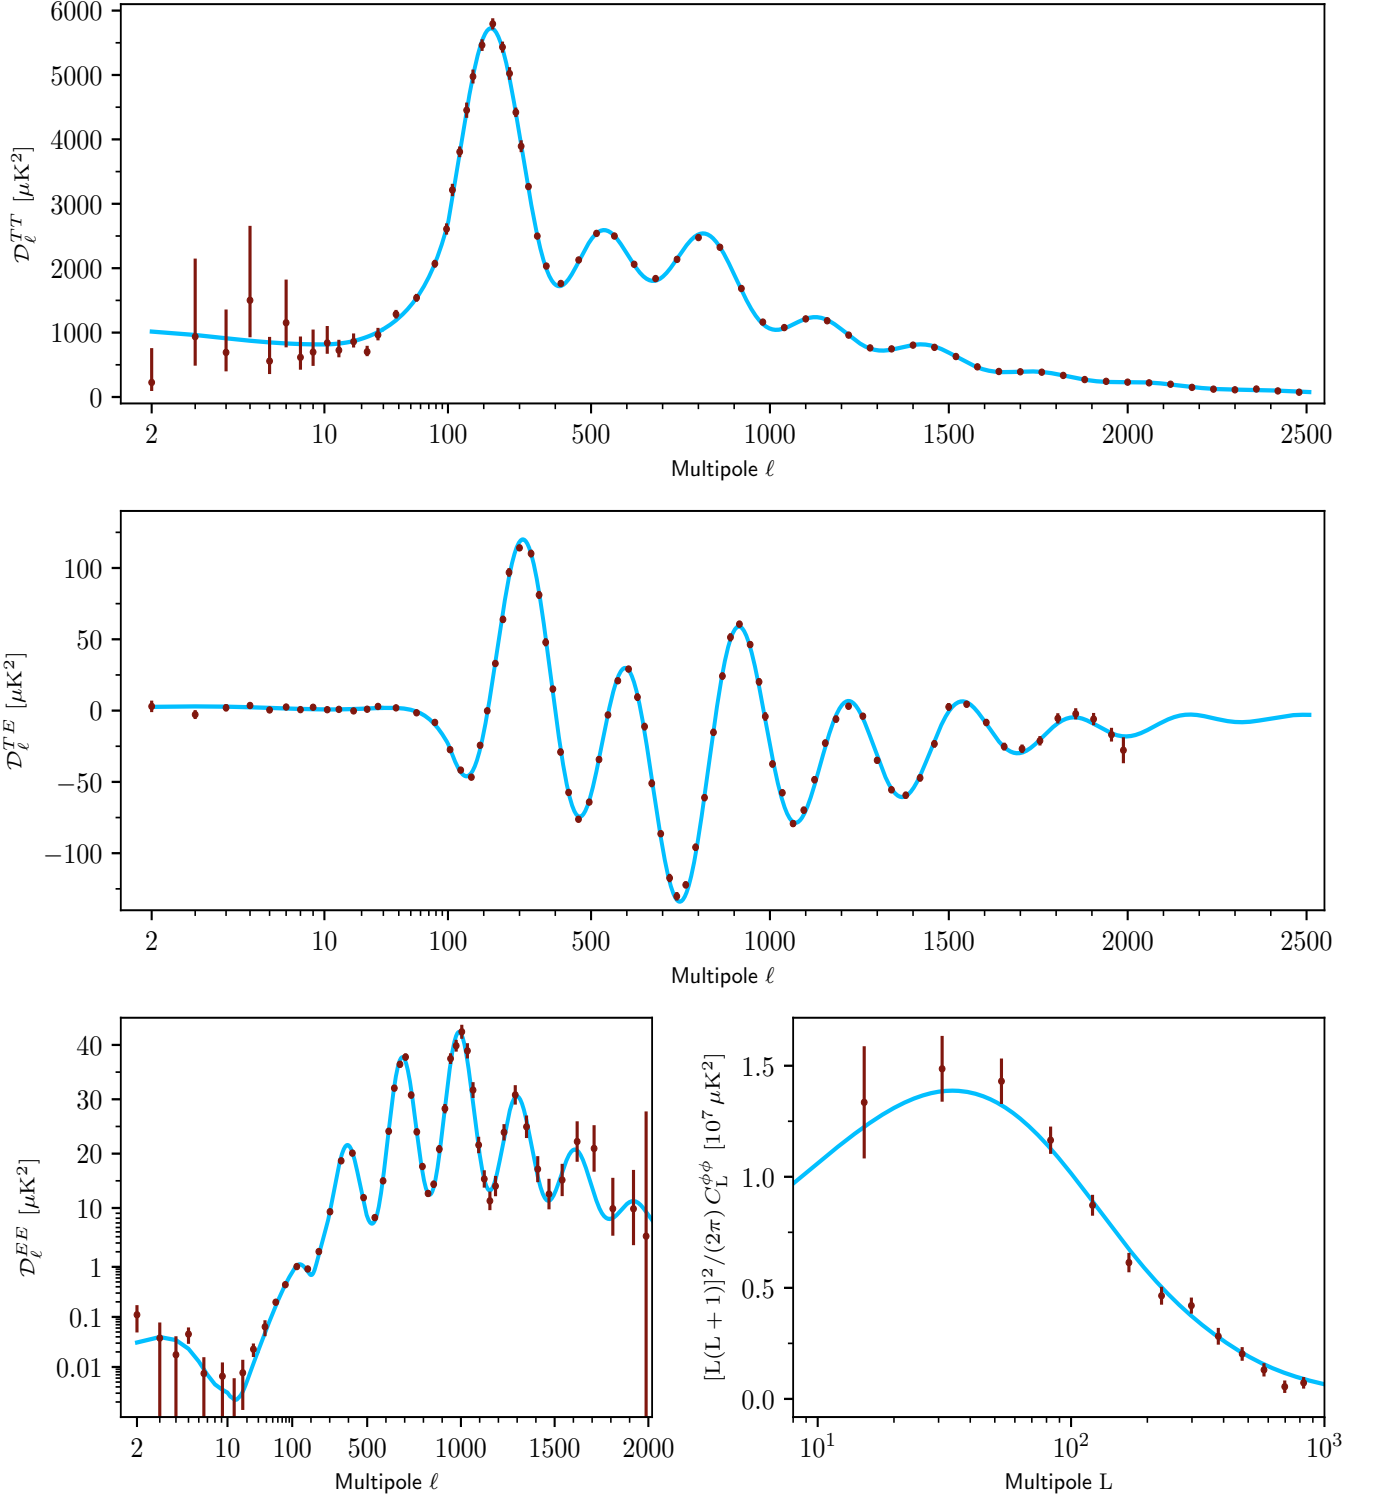 6000
5000
4000
3000
2000
1000
0
𝒟ℓ^TT [μK²]
2 10 100 500 1000 1500 2000 2500
Multipole ℓ
100
50
0
−50
−100
𝒟ℓ^TE [μK²]
2 10 100 500 1000 1500 2000 2500
Multipole ℓ
40
30
20
10
1
0.1
0.01
𝒟ℓ^EE [μK²]
2 10 100 500 1000 1500 2000
Multipole ℓ
1.5
1.0
0.5
0.0
[L(L + 1)]²/(2π) C_L^ϕϕ [10⁷ μK²]
10¹ 10² 10³
Multipole L